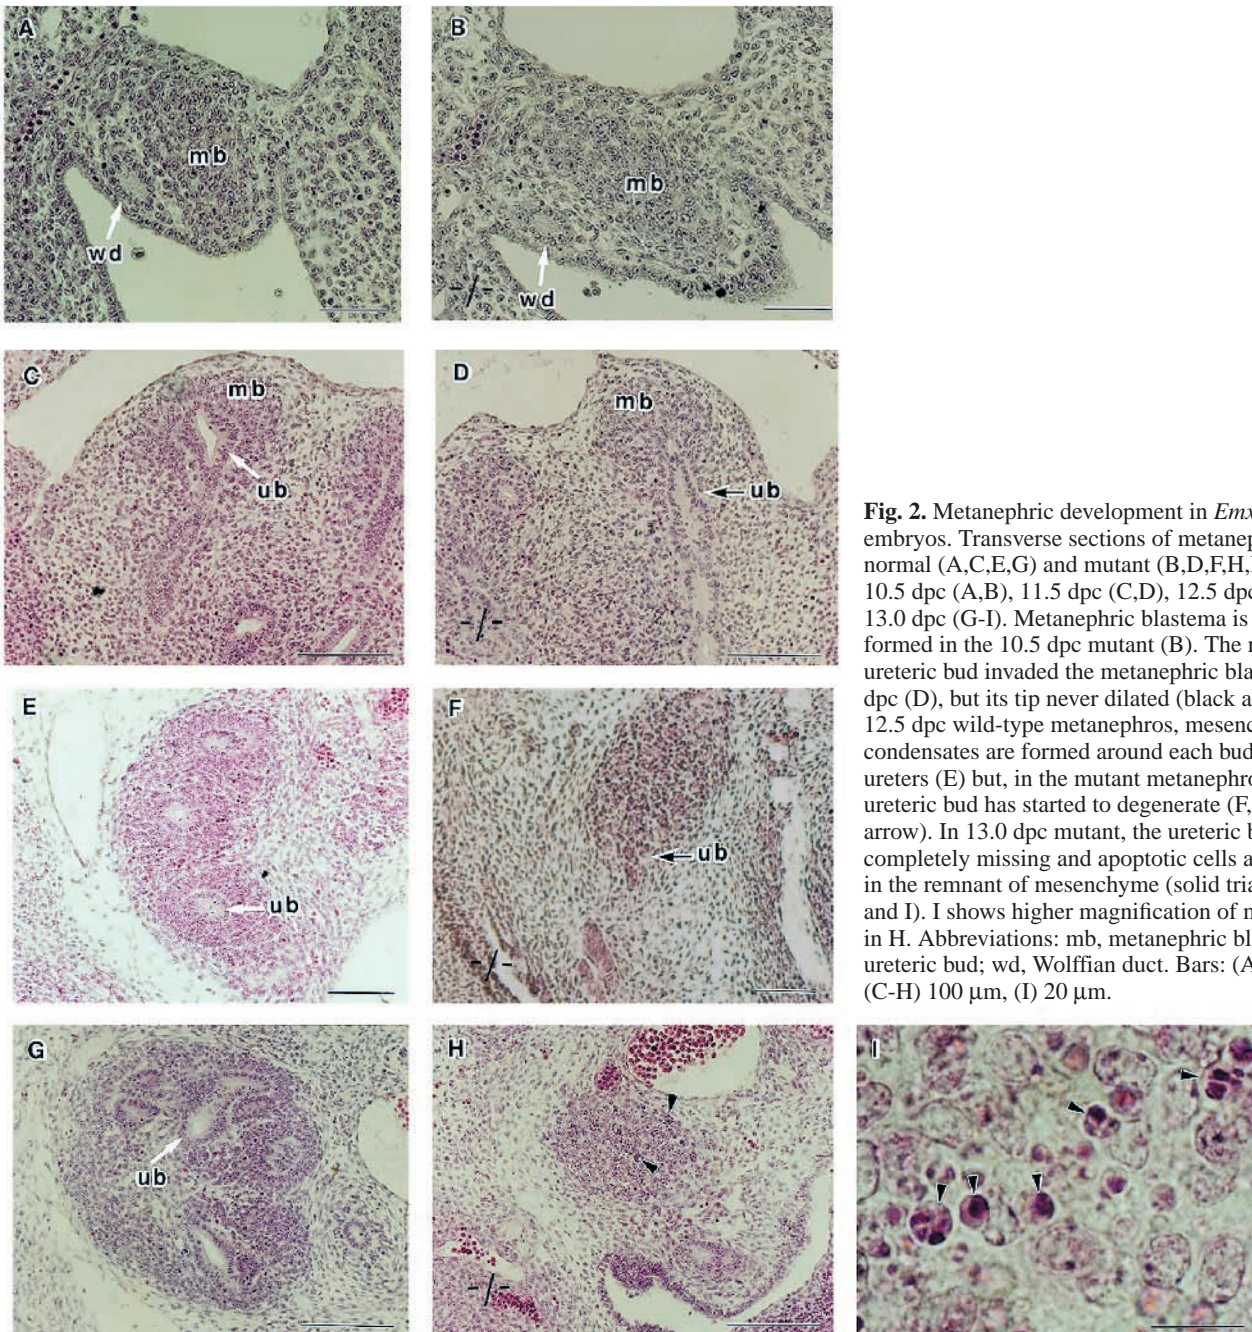 A
B
mb
mb
wd
wd
-/-
C
D
mb
mb
ub
ub
-/-
E
F
ub
ub
-/-
Fig. 2. Metanephric development in Emx
embryos. Transverse sections of metanep
normal (A,C,E,G) and mutant (B,D,F,H,
10.5 dpc (A,B), 11.5 dpc (C,D), 12.5 dpc
13.0 dpc (G-I). Metanephric blastema is
formed in the 10.5 dpc mutant (B). The
ureteric bud invaded the metanephric bla
dpc (D), but its tip never dilated (black a
12.5 dpc wild-type metanephros, mesenc
condensates are formed around each bud
ureters (E) but, in the mutant metanephro
ureteric bud has started to degenerate (F,
arrow). In 13.0 dpc mutant, the ureteric b
completely missing and apoptotic cells a
in the remnant of mesenchyme (solid tria
and I). I shows higher magnification of
in H. Abbreviations: mb, metanephric bl
ureteric bud; wd, Wolffian duct. Bars: (A
(C-H) 100 μm, (I) 20 μm.
G
H
I
ub
-/-